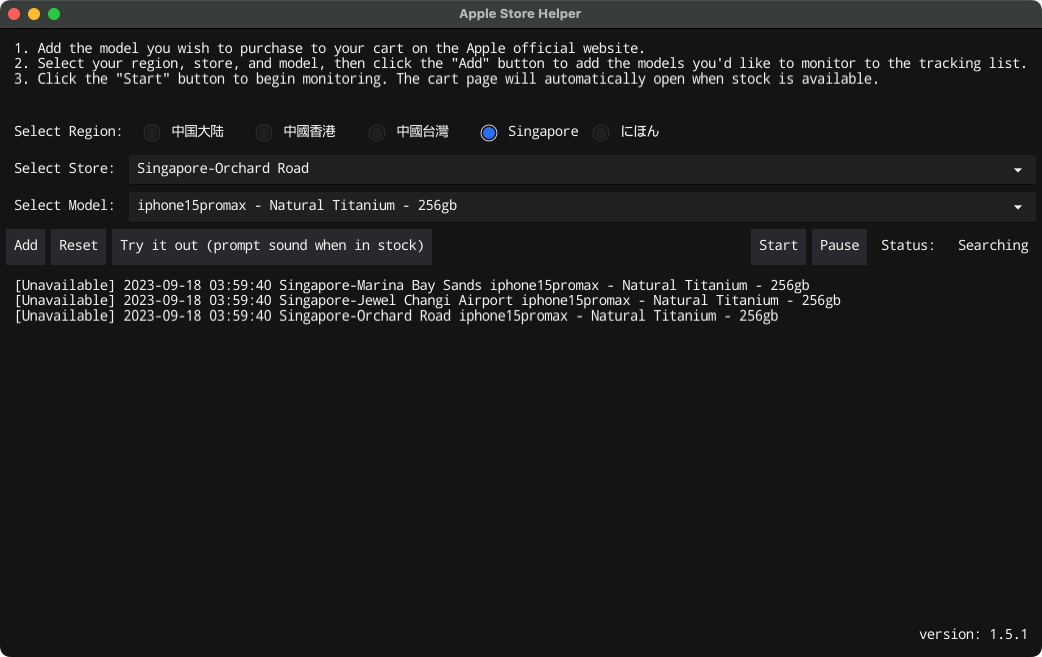 Apple Store Helper
1. Add the model you wish to purchase to your cart on the Apple official website.
2. Select your region, store, and model, then click the "Add" button to add the models you'd like to monitor to the tracking list.
3. Click the "Start" button to begin monitoring. The cart page will automatically open when stock is available.
Select Region: 中国大陆 中國香港 中國台灣 Singapore にほん
Select Store: Singapore-Orchard Road
Select Model: iphone15promax - Natural Titanium - 256gb
Add Reset Try it out (prompt sound when in stock) Start Pause Status: Searching
[Unavailable] 2023-09-18 03:59:40 Singapore-Marina Bay Sands iphone15promax - Natural Titanium - 256gb
[Unavailable] 2023-09-18 03:59:40 Singapore-Jewel Changi Airport iphone15promax - Natural Titanium - 256gb
[Unavailable] 2023-09-18 03:59:40 Singapore-Orchard Road iphone15promax - Natural Titanium - 256gb
version: 1.5.1